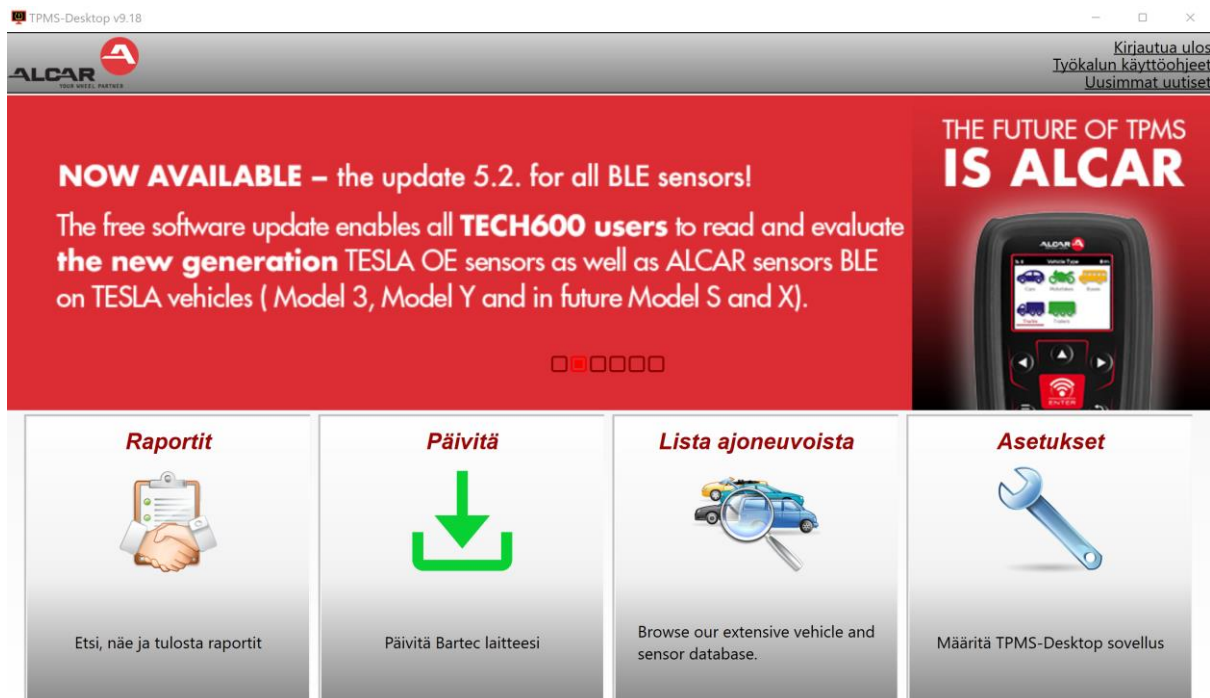 TPMS-Desktop v9.18
ALCAR
YOUR WHEEL PARTNER
Kirjautua ulos
Työkalun käyttöohjeet
Uusimmat uutiset
NOW AVAILABLE – the update 5.2. for all BLE sensors!
The free software update enables all TECH600 users to read and evaluate
the new generation TESLA OE sensors as well as ALCAR sensors BLE
on TESLA vehicles ( Model 3, Model Y and in future Model S and X).
THE FUTURE OF TPMS
IS ALCAR
ALCAR
Vehicle Type
Cars
Buses
Trucks
Trailers
ENTER
Raportit
Etsi, näe ja tulosta raportit
Päivitä
Päivitä Bartec laitteesi
Lista ajoneuvoista
Browse our extensive vehicle and
sensor database.
Asetukset
Määritä TPMS-Desktop sovellus